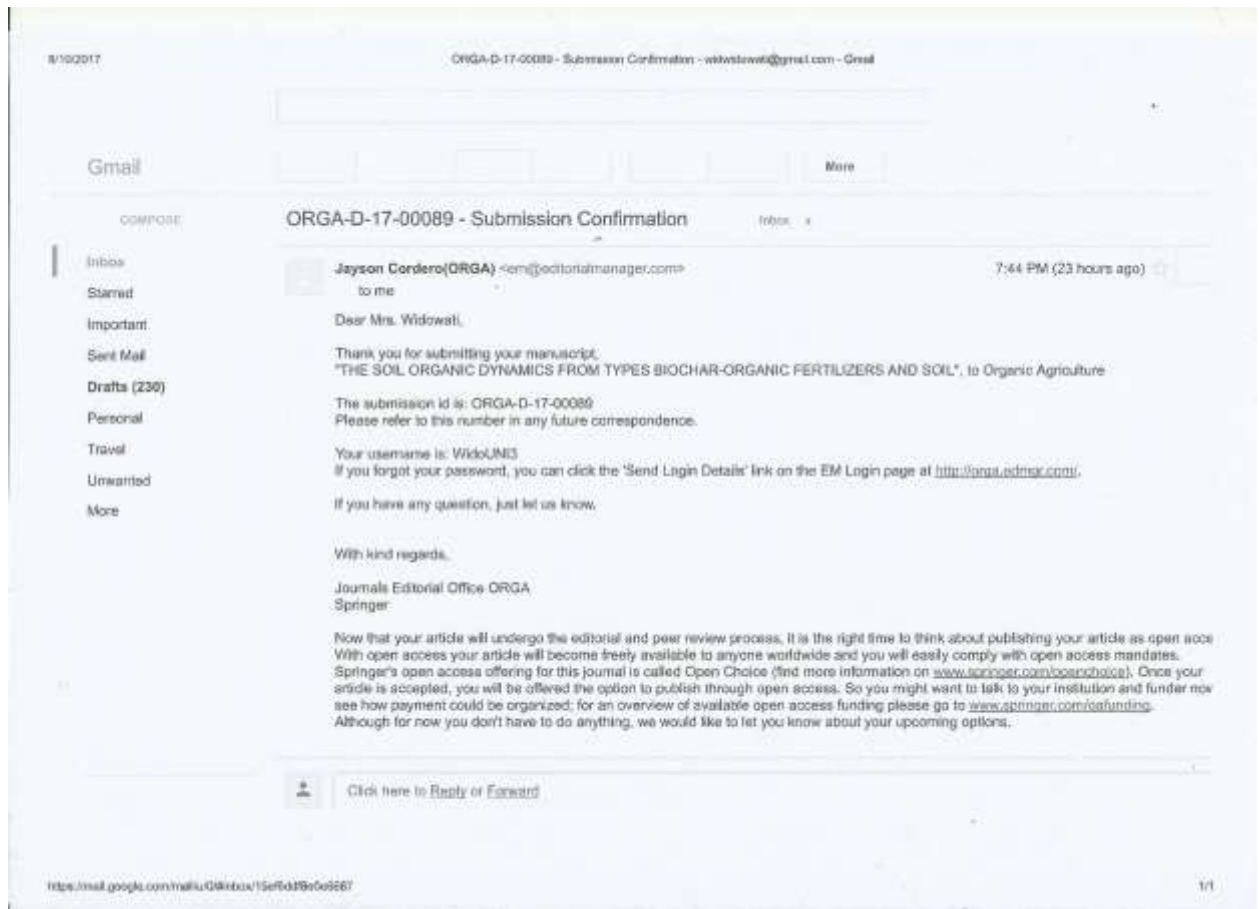 8/10/2017
ORGA-D-17-00089 - Submission Confirmation - widwidowati@gmail.com - Gmail
Gmail
More
COMPOSE
ORGA-D-17-00089 - Submission Confirmation
Inbox x
Inbox
Starred
Important
Sent Mail
Drafts (230)
Personal
Travel
Unwanted
More
Jayson Cordero(ORGA) <em@editorialmanager.com>
7:44 PM (23 hours ago)
to me
Dear Mrs. Widowati,
Thank you for submitting your manuscript,
"THE SOIL ORGANIC DYNAMICS FROM TYPES BIOCHAR-ORGANIC FERTILIZERS AND SOIL", to Organic Agriculture
The submission id is: ORGA-D-17-00089
Please refer to this number in any future correspondence.
Your username is: WidoUNI3
If you forgot your password, you can click the 'Send Login Details' link on the EM Login page at http://orga.edmgr.com/.
If you have any question, just let us know.
With kind regards,
Journals Editorial Office ORGA
Springer
Now that your article will undergo the editorial and peer review process, it is the right time to think about publishing your article as open acce
With open access your article will become freely available to anyone worldwide and you will easily comply with open access mandates.
Springer's open access offering for this journal is called Open Choice (find more information on www.springer.com/openchoice). Once your
article is accepted, you will be offered the option to publish through open access. So you might want to talk to your institution and funder now
see how payment could be organized; for an overview of available open access funding please go to www.springer.com/oafunding.
Although for now you don't have to do anything, we would like to let you know about your upcoming options.
Click here to Reply or Forward
1/1